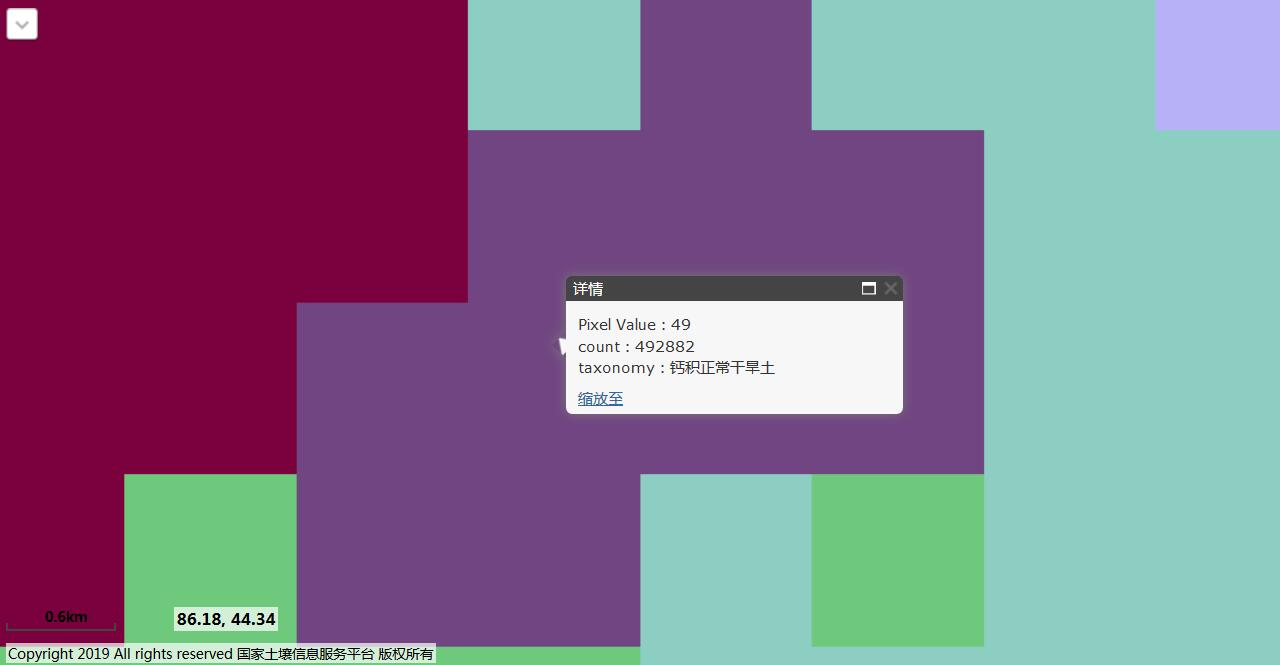 详情
Pixel Value : 49
count : 492882
taxonomy : 钙积正常干旱土
缩放至
0.6km
86.18, 44.34
Copyright 2019 All rights reserved 国家土壤信息服务平台 版权所有